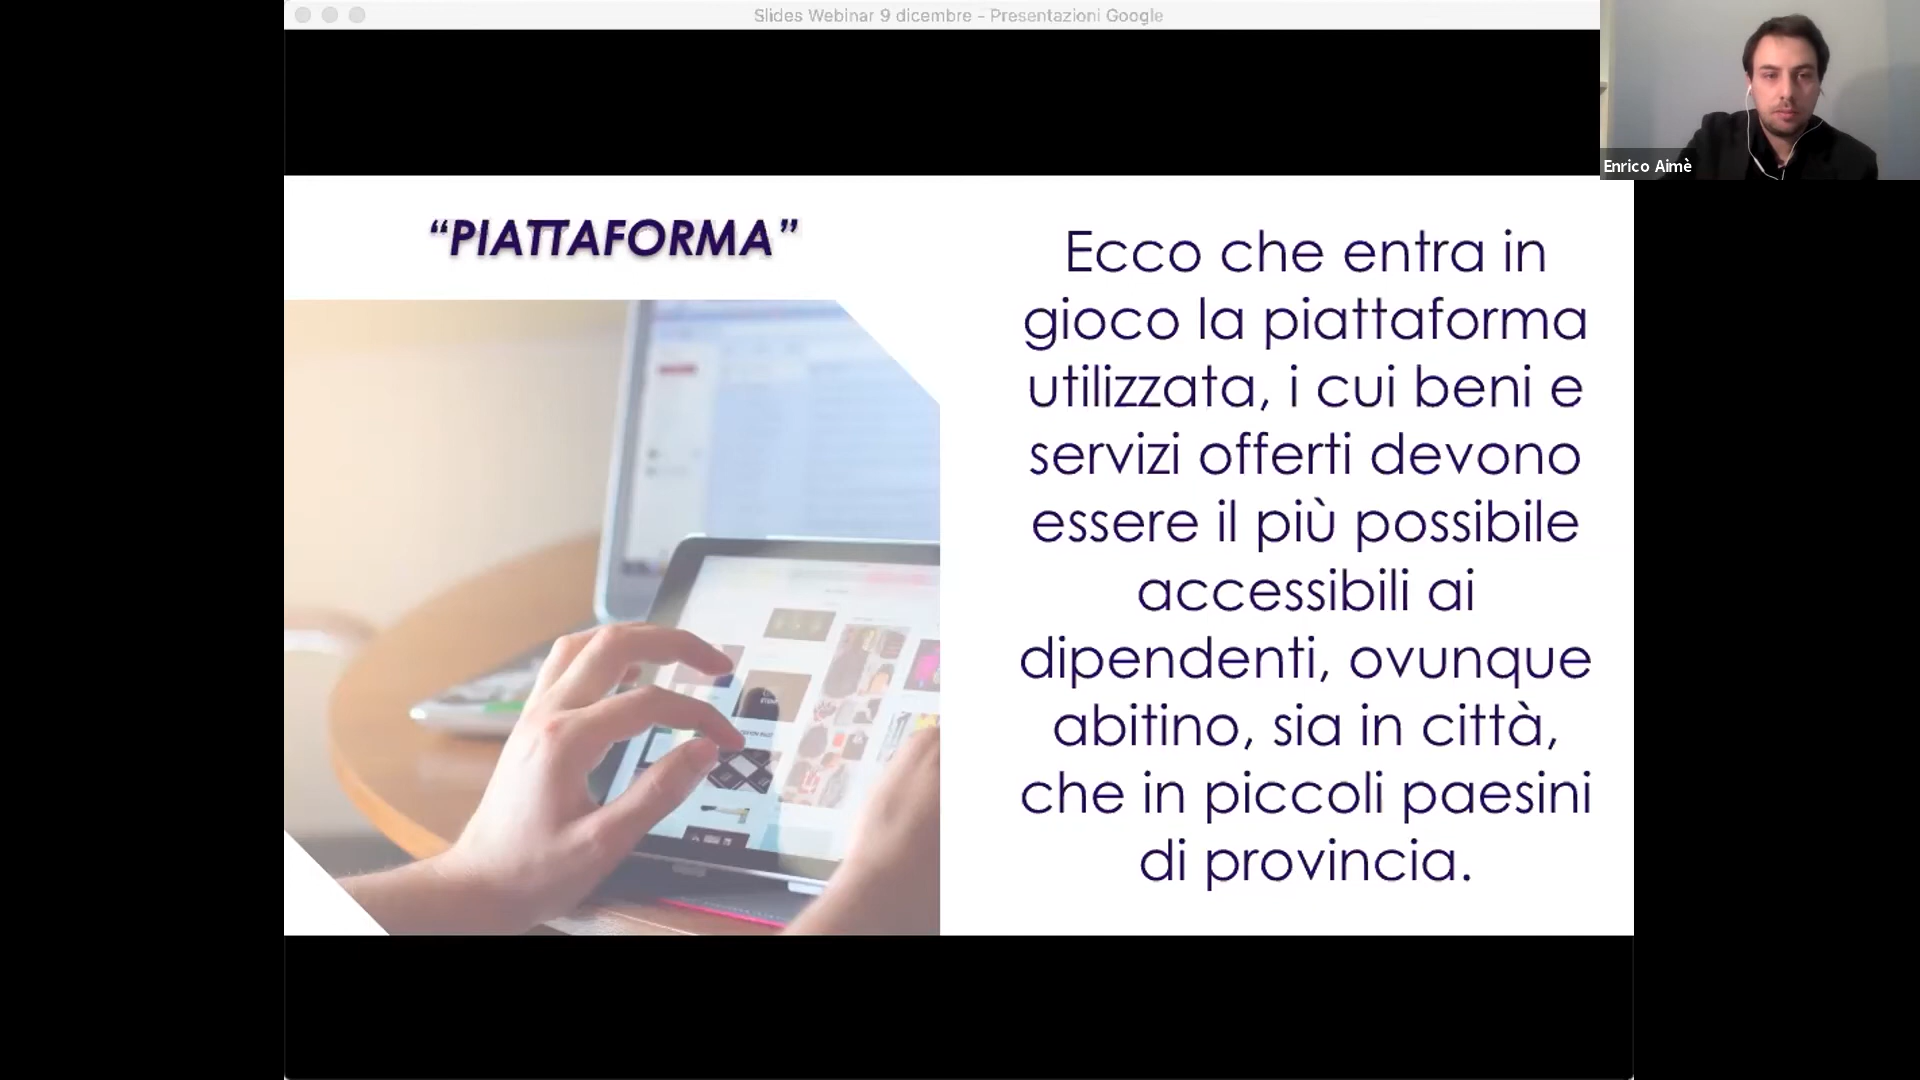 Slides Webinar 9 dicembre - Presentazioni Google
Enrico Aimè
“PIATTAFORMA”
Ecco che entra in
gioco la piattaforma
utilizzata, i cui beni e
servizi offerti devono
essere il più possibile
accessibili ai
dipendenti, ovunque
abitino, sia in città,
che in piccoli paesini
di provincia.